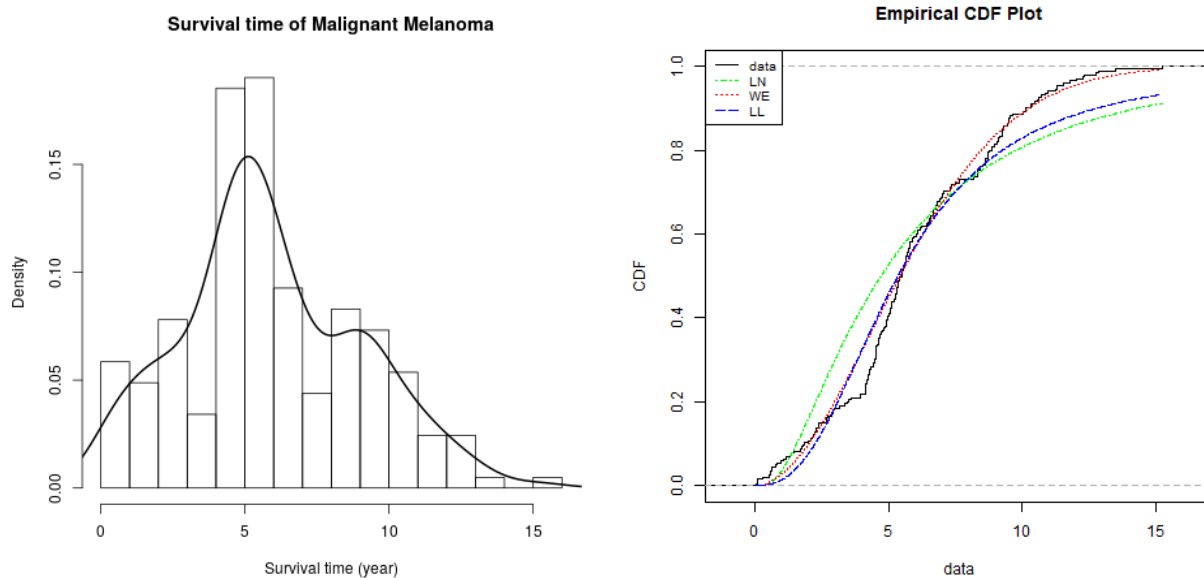 Survival time of Malignant Melanoma
Density
0.15
0.10
0.05
0.00
0
5
10
15
Survival time (year)
Empirical CDF Plot
data
LN
WE
LL
CDF
1.0
0.8
0.6
0.4
0.2
0.0
0
5
10
15
data